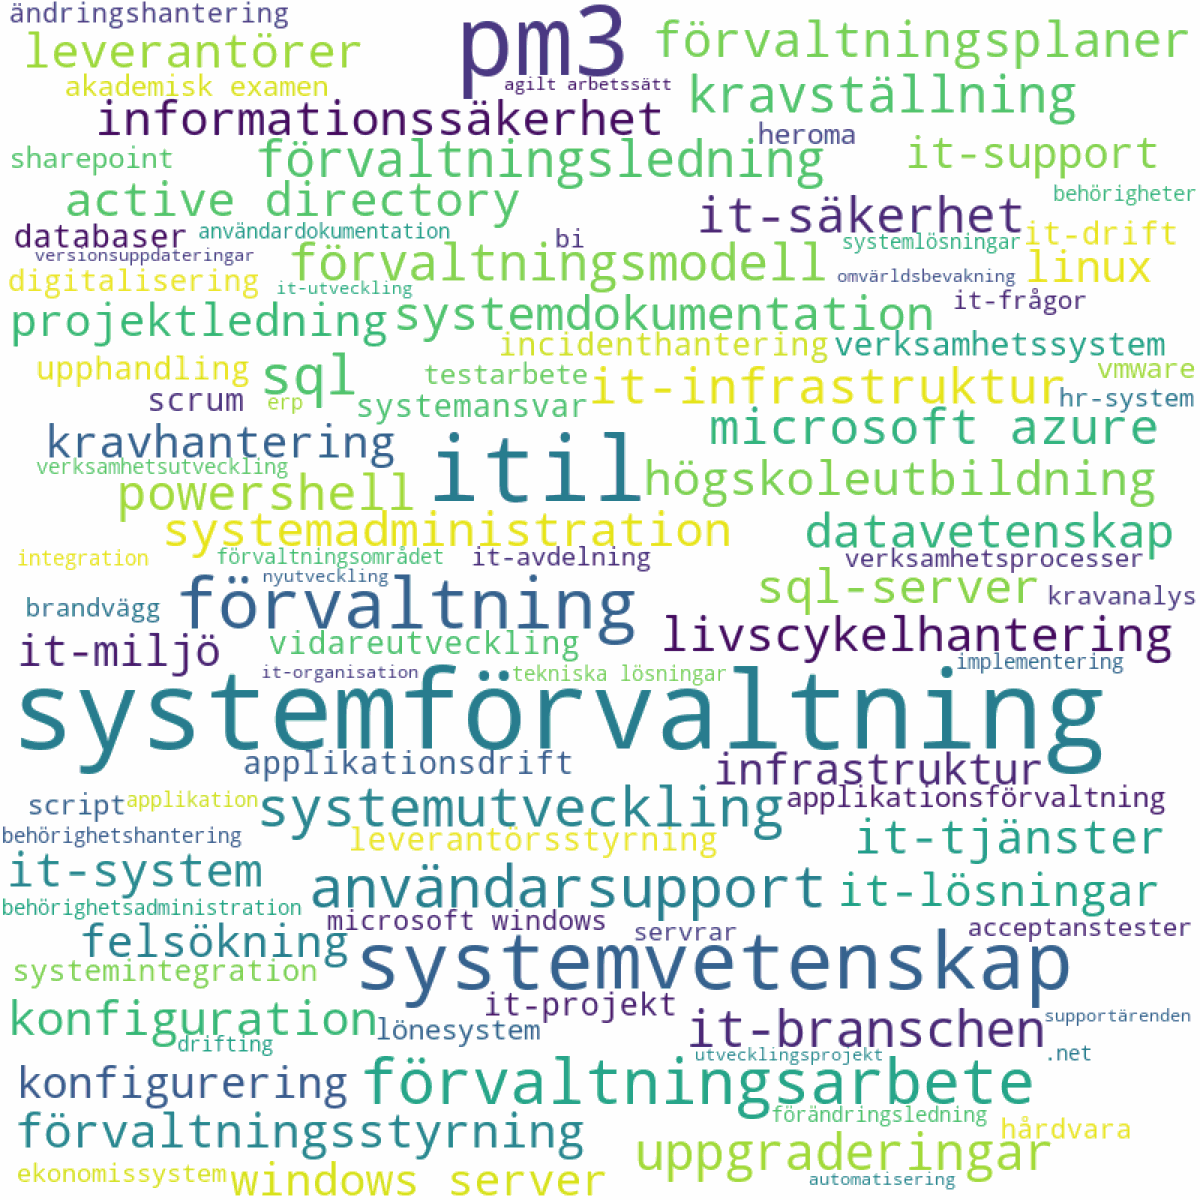 ändringshantering
pm3
förvaltningsplaner
leverantörer
akademisk examen
agilt arbetssätt
kravställning
informationssäkerhet
heroma
sharepoint
förvaltningsledning
it-support
active directory
behörigheter
it-säkerhet
databaser
användardokumentation
bi
systemlösningar
it-drift
versionsuppdateringar
förvaltningsmodell
omvärldsbevakning
linux
digitalisering
it-utveckling
it-frågor
projektledning
systemdokumentation
incidenthantering
verksamhetssystem
upphandling
sql
testarbete
it-infrastruktur
vmware
scrum
erp
systemansvar
hr-system
kravhantering
itil
microsoft azure
verksamhetsutveckling
powershell
högskoleutbildning
systemadministration
datavetenskap
integration
förvaltningsområdet
it-avdelning
verksamhetsprocesser
nyutveckling
förvaltning
sql-server
kravanalys
brandvägg
it-miljö
vidareutveckling
livscykelhantering
it-organisation
tekniska lösningar
implementering
systemförvaltning
applikationsdrift
infrastruktur
script
applikation
systemutveckling
applikationsförvaltning
behörighetshantering
leverantörsstyrning
it-tjänster
it-system
användarsupport
it-lösningar
behörighetsadministration
microsoft windows
servrar
acceptanstester
felsökning
systemvetenskap
systemintegration
it-projekt
konfiguration
lönesystem
it-branschen
supportärenden
drifting
utvecklingsprojekt
.net
konfigurering
förvaltningsarbete
förvaltningsstyrning
förändringsledning
hårdvara
uppgraderingar
ekonomissystem
windows server
automatisering